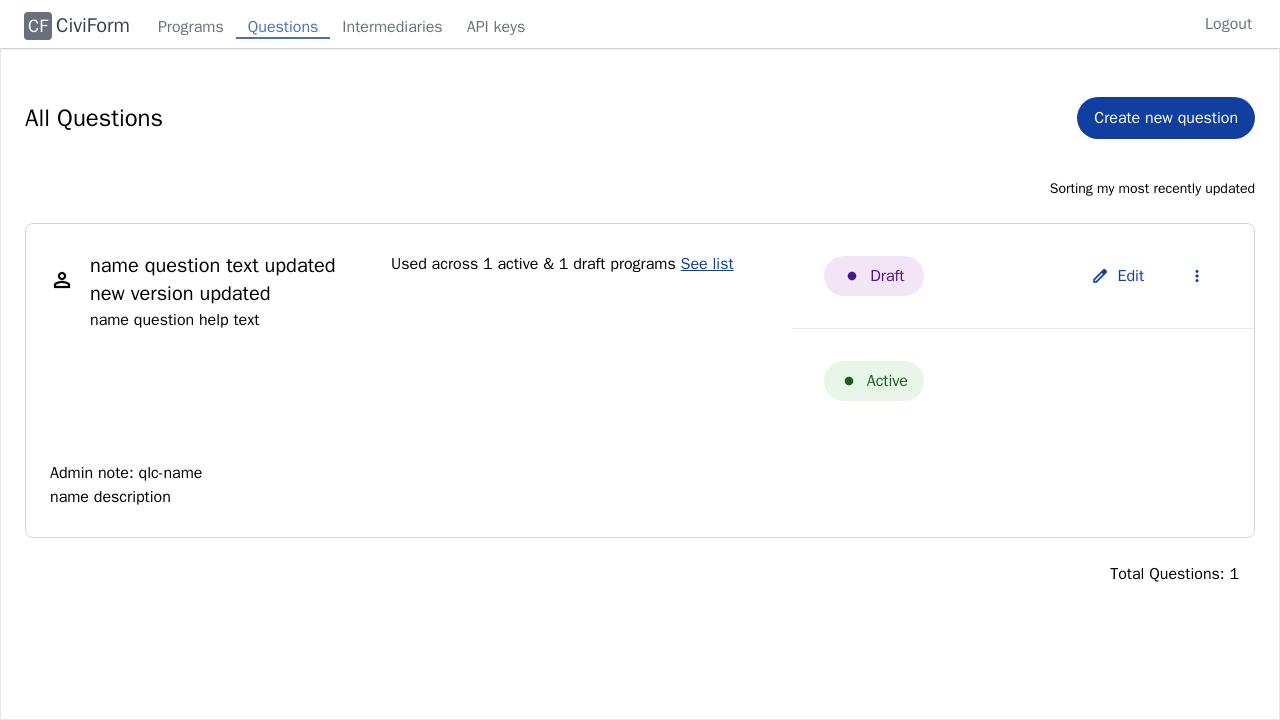 CF CiviForm Programs Questions Intermediaries API keys Logout
All Questions
Create new question
Sorting my most recently updated
name question text updated
new version updated
name question help text
Used across 1 active & 1 draft programs See list
Draft
Edit
Active
Admin note: qlc-name
name description
Total Questions: 1